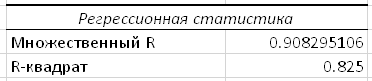 Регрессионная статистика
Множественный R 0.908295106
R-квадрат 0.825